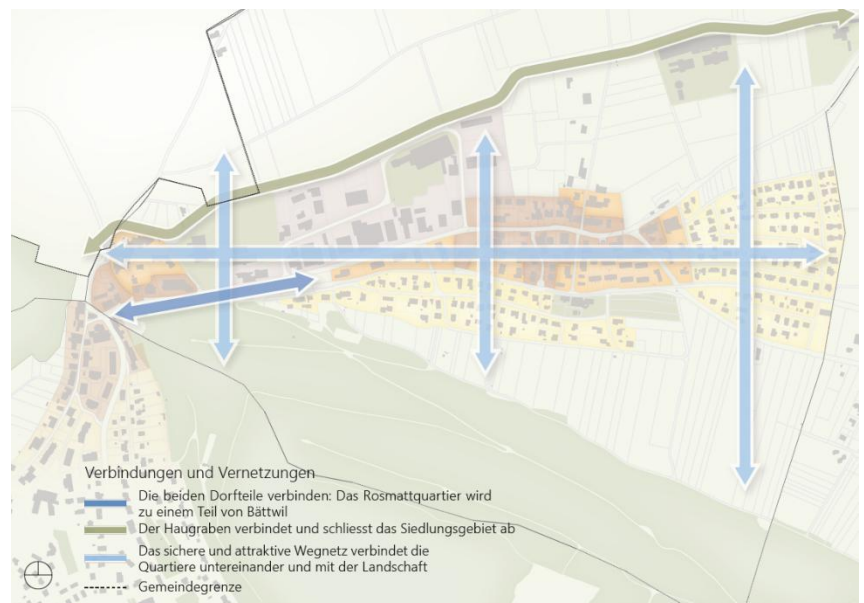 Verbindungen und Vernetzungen
Die beiden Dorfteile verbinden: Das Rosmattquartier wird
zu einem Teil von Bättwil
Der Haugraben verbindet und schliesst das Siedlungsgebiet ab
Das sichere und attraktive Wegnetz verbindet die
Quartiere untereinander und mit der Landschaft
Gemeindegrenze